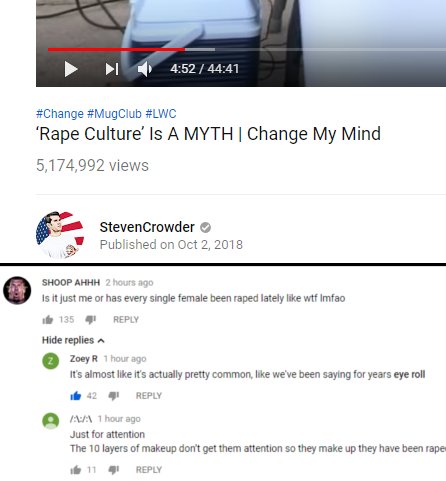 4:52 / 44:41
#Change #MugClub #LWC
‘Rape Culture’ Is A MYTH | Change My Mind
5,174,992 views
StevenCrowder
Published on Oct 2, 2018
SHOOP AHHH 2 hours ago
Is it just me or has every single female been raped lately like wtf lmfao
135 REPLY
Hide replies
Z Zoey R 1 hour ago
It's almost like it's actually pretty common, like we've been saying for years eye roll
42 REPLY
1 hour ago
Just for attention
The 10 layers of makeup don't get them attention so they make up they have been rape
11 REPLY